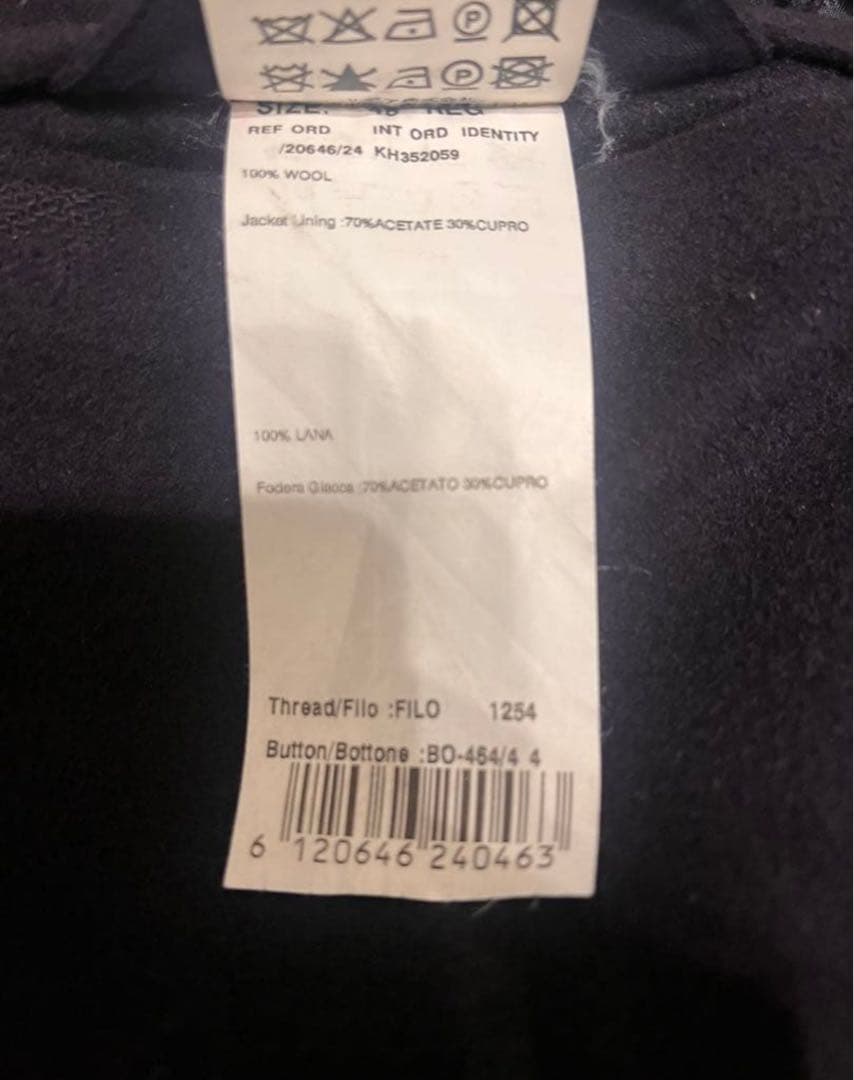 P
P
SIZE: REG
REF ORD INT ORD IDENTITY
/20646/24 KH352059
100% WOOL
Jacket Lining :70%ACETATE 30%CUPRO
100% LANA
Fodera Giacca :70%ACETATO 30%CUPRO
Thread/Filo :FILO 1254
Button/Bottone :BO-464/4 4
6 120646 240463